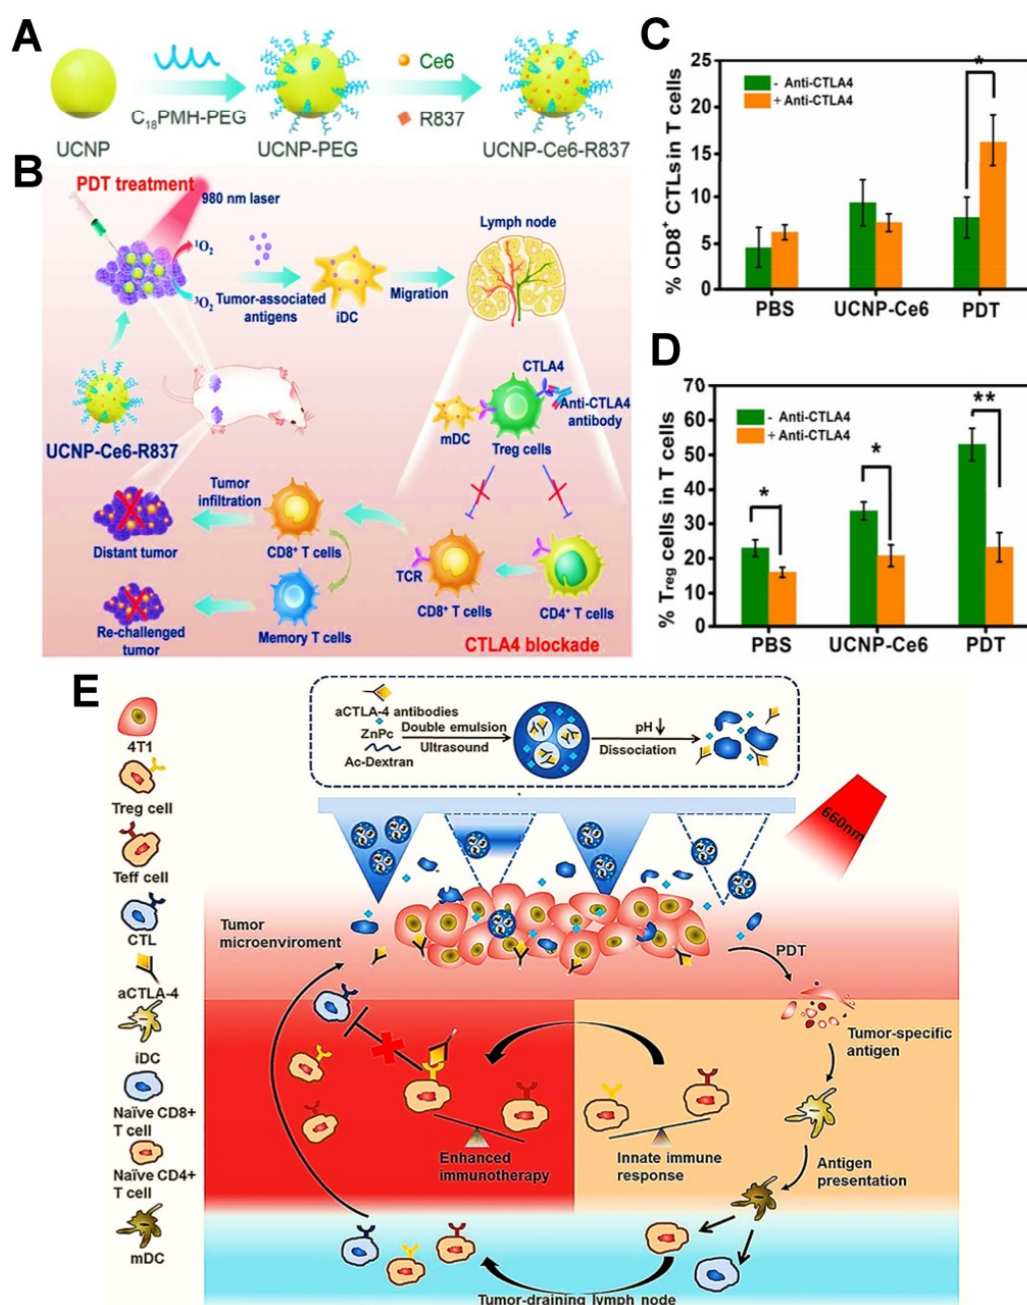 A
UCNP
C₁₈PMH-PEG
UCNP-PEG
Ce6
R837
UCNP-Ce6-R837
B
PDT treatment
980 nm laser
¹O₂
³O₂
Tumor-associated
antigens
iDC
Migration
Lymph node
UCNP-Ce6-R837
CTLA4
Anti-CTLA4
antibody
mDC
Treg cells
Tumor
infiltration
Distant tumor
CD8⁺ T cells
TCR
CD8⁺ T cells
CD4⁺ T cells
Re-challenged
tumor
Memory T cells
CTLA4 blockade
C
% CD8⁺ CTLs in T cells
25
20
15
10
5
0
- Anti-CTLA4
+ Anti-CTLA4
*
PBS
UCNP-Ce6
PDT
D
% Treg cells in T cells
70
60
50
40
30
20
10
0
- Anti-CTLA4
+ Anti-CTLA4
*
*
**
PBS
UCNP-Ce6
PDT
E
4T1
Treg cell
Teff cell
CTL
aCTLA-4
iDC
Naïve CD8+
T cell
Naïve CD4+
T cell
mDC
aCTLA-4 antibodies
ZnPc
Ac-Dextran
Double emulsion
Ultrasound
pH↓
Dissociation
660nm
Tumor
microenviroment
PDT
Tumor-specific
antigen
Enhanced
immunotherapy
Innate immune
response
Antigen
presentation
Tumor-draining lymph node